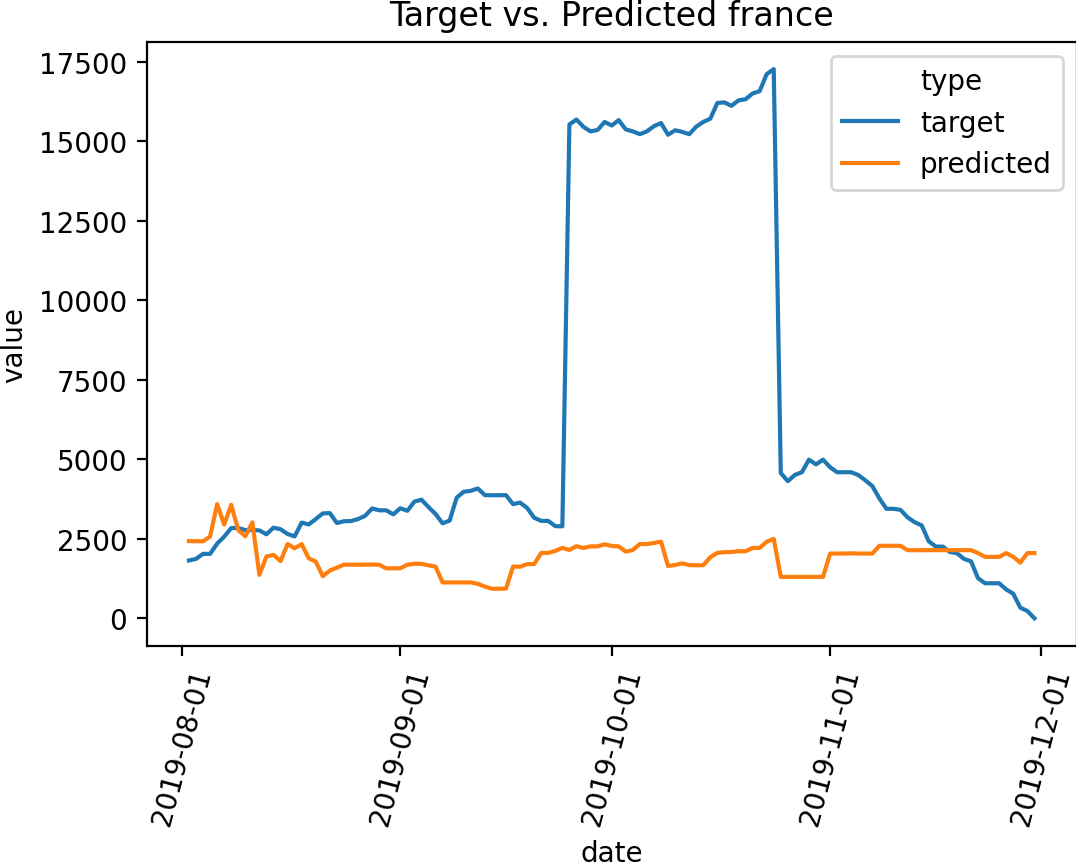 Target vs. Predicted france
type
target
predicted
value
17500
15000
12500
10000
7500
5000
2500
0
2019-08-01
2019-09-01
2019-10-01
2019-11-01
2019-12-01
date